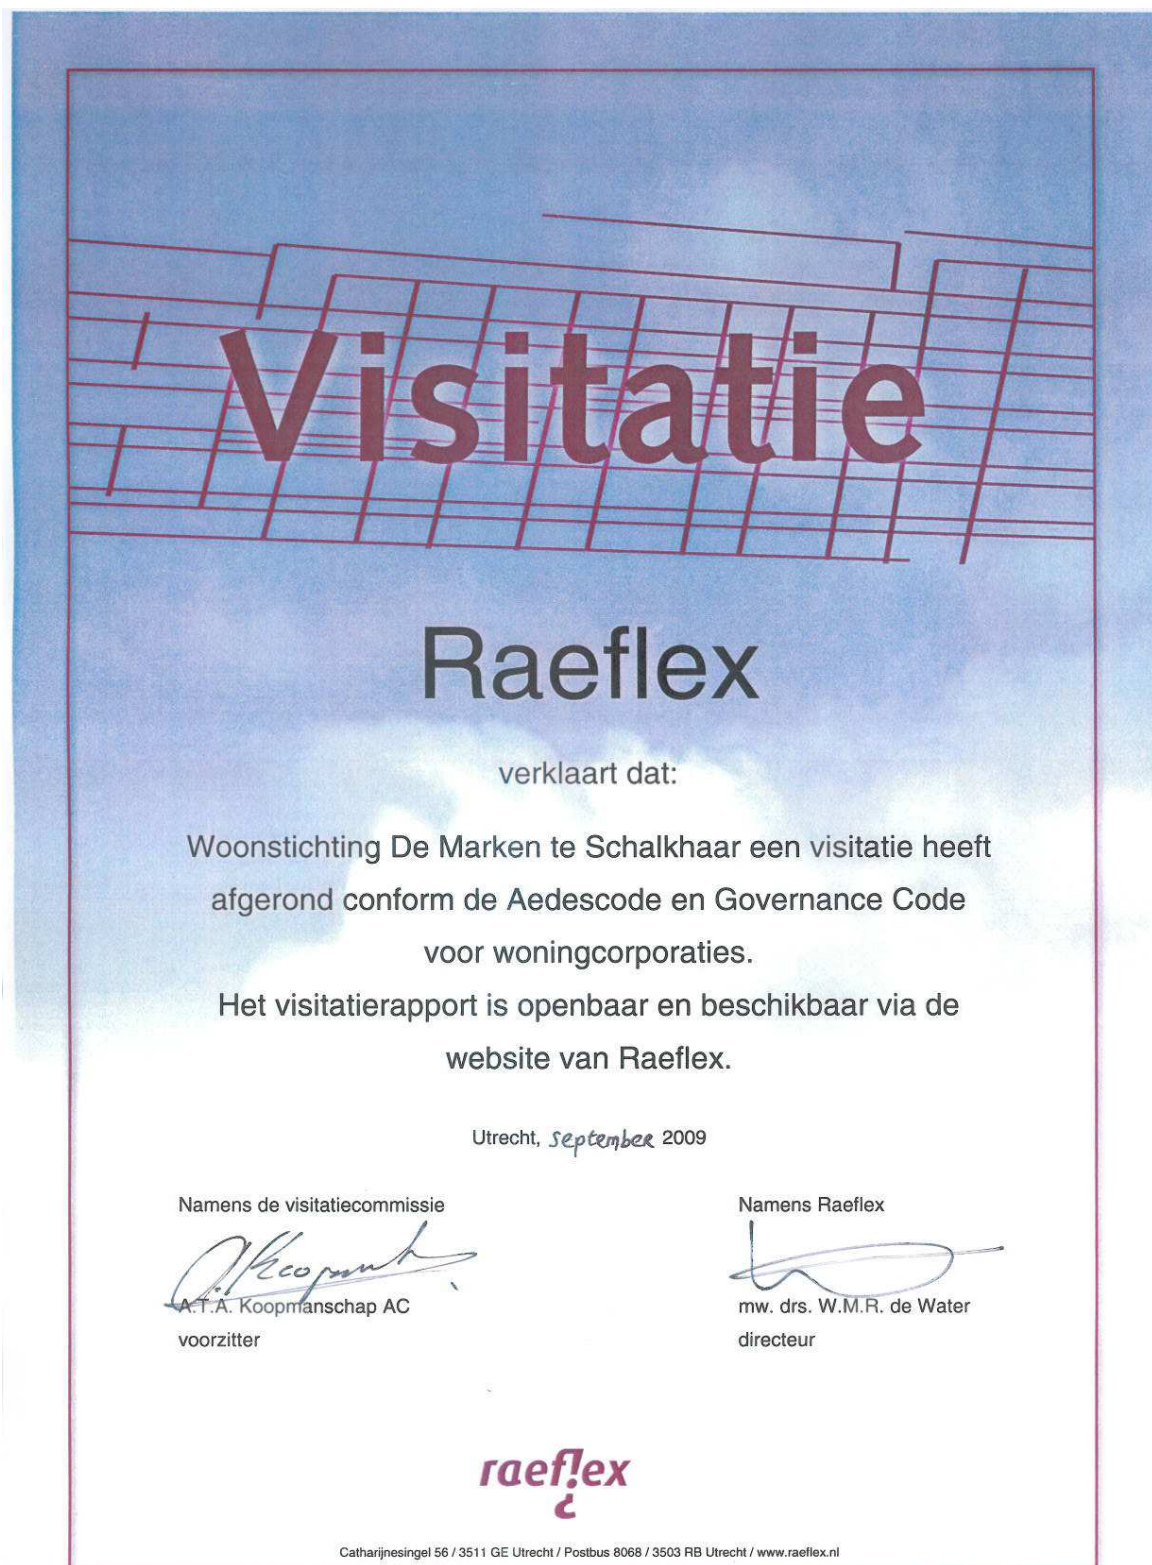 Visitatie
Raeflex
verklaart dat:
Woonstichting De Marken te Schalkhaar een visitatie heeft
afgerond conform de Aedescode en Governance Code
voor woningcorporaties.
Het visitatierapport is openbaar en beschikbaar via de
website van Raeflex.
Utrecht, september 2009
Namens de visitatiecommissie
Namens Raeflex
A.T.A. Koopmanschap AC
mw. drs. W.M.R. de Water
voorzitter
directeur
raeflex
Catharijnesingel 56 / 3511 GE Utrecht / Postbus 8068 / 3503 RB Utrecht / www.raeflex.nl